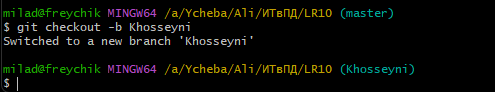 milad@freychik MINGW64 /a/Ycheba/Ali/ИТвПД/LR10 (master)
$ git checkout -b Khosseyni
Switched to a new branch 'Khosseyni'
milad@freychik MINGW64 /a/Ycheba/Ali/ИТвПД/LR10 (Khosseyni)
$